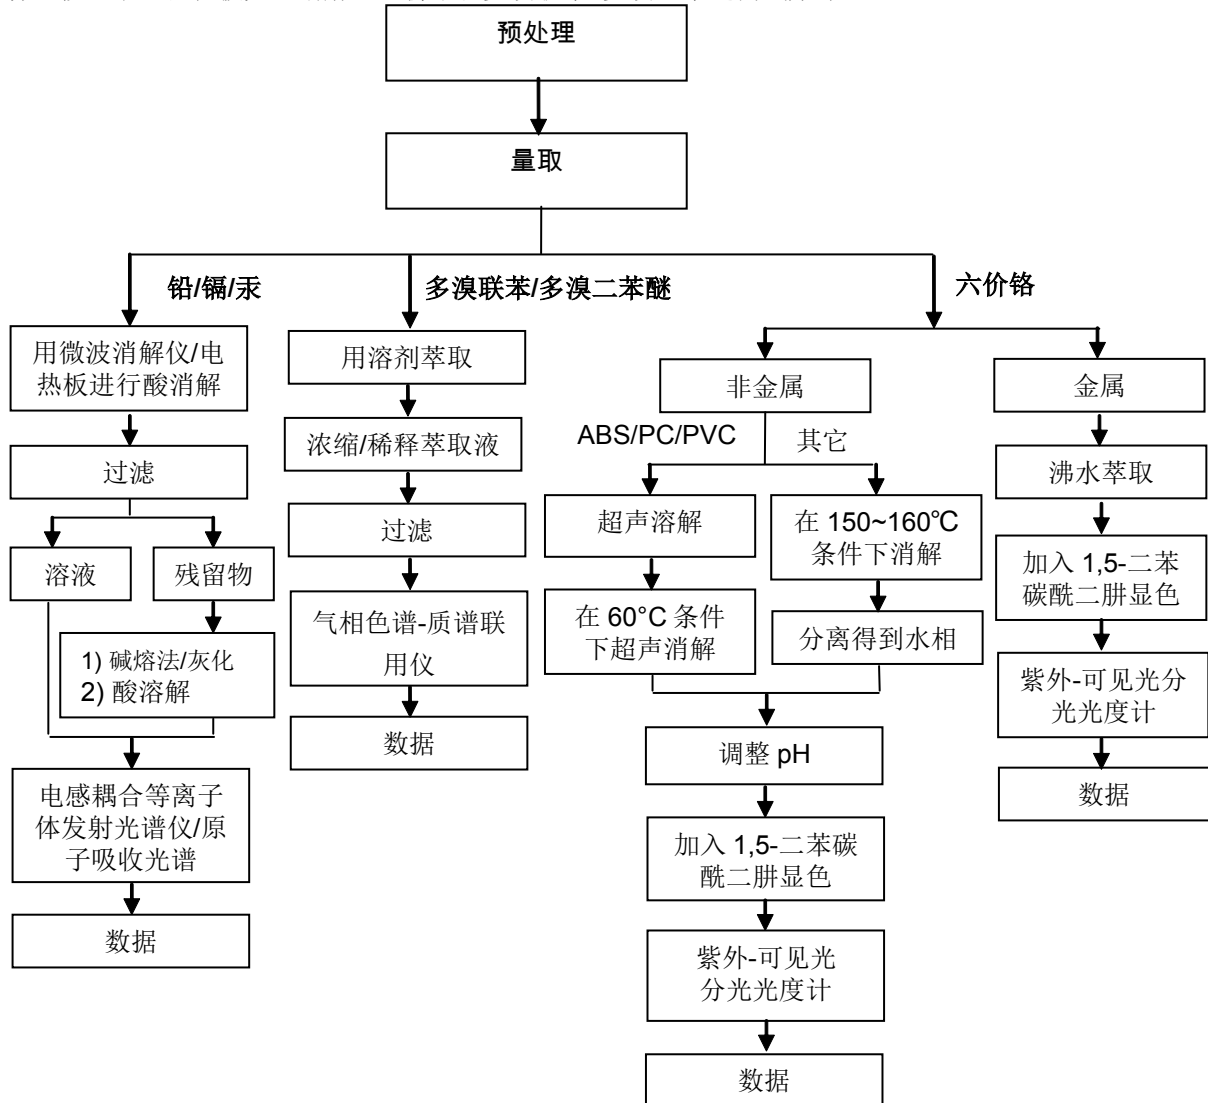 预处理
量取
铅/镉/汞
多溴联苯/多溴二苯醚
六价铬
用微波消解仪/电
热板进行酸消解
过滤
溶液
残留物
1) 碱熔法/灰化
2) 酸溶解
电感耦合等离子
体发射光谱仪/原
子吸收光谱
数据
用溶剂萃取
浓缩/稀释萃取液
过滤
气相色谱-质谱联
用仪
数据
非金属
ABS/PC/PVC
其它
超声溶解
在 60°C 条件
下超声消解
在 150~160℃
条件下消解
分离得到水相
调整 pH
加入 1,5-二苯碳
酰二肼显色
紫外-可见光
分光光度计
数据
金属
沸水萃取
加入 1,5-二苯
碳酰二肼显色
紫外-可见光分
光光度计
数据